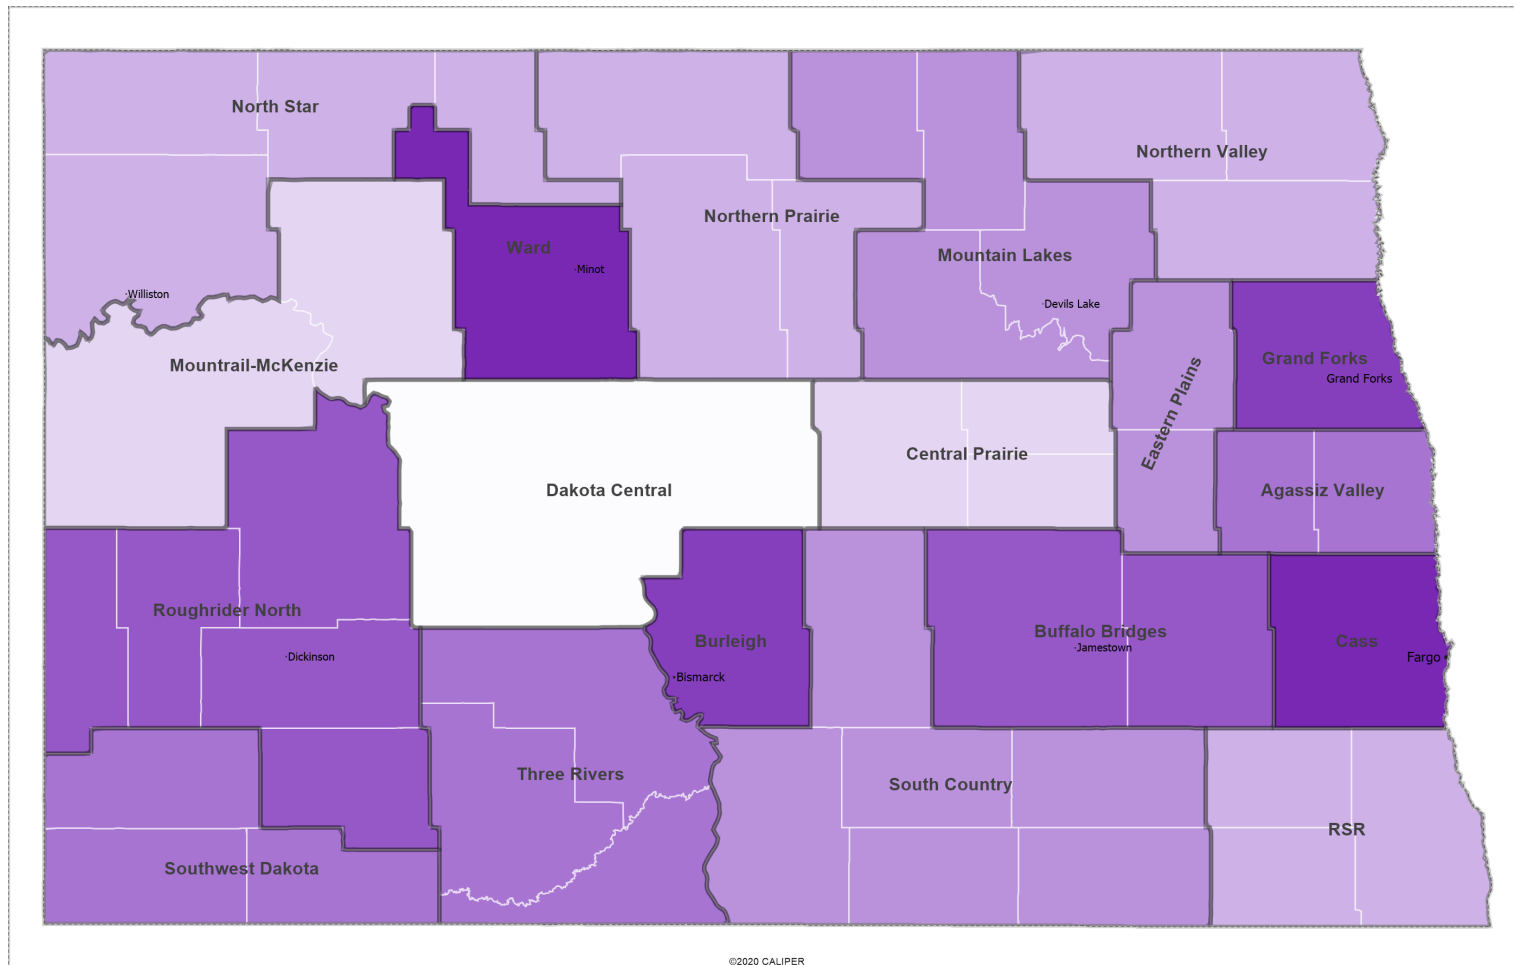 North Star
Northern Valley
Northern Prairie
Ward
Mountain Lakes
Minot
Williston
Devils Lake
Mountrail-McKenzie
Grand Forks
Grand Forks
Eastern Plains
Central Prairie
Dakota Central
Agassiz Valley
Roughrider North
Burleigh
Buffalo Bridges
Jamestown
Cass
Fargo
Dickinson
Bismarck
Three Rivers
South Country
RSR
Southwest Dakota
©2020 CALIPER